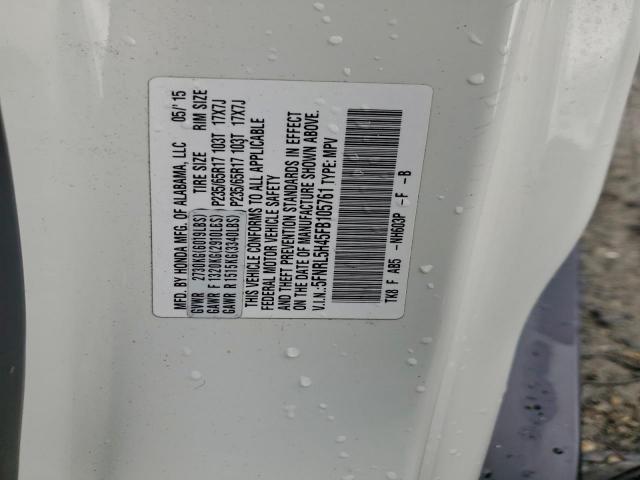 MFD. BY HONDA MFG. OF ALABAMA, LLC 05/ 15
GVWR 2730KG(6019LBS) TIRE SIZE RIM SIZE
GAWR F 1320KG(2910LBS) P235/65R17 103T 17X7J
GAWR R 1515KG(3340LBS) P235/65R17 103T 17X7J
THIS VEHICLE CONFORMS TO ALL APPLICABLE
FEDERAL MOTOR VEHICLE SAFETY
AND THEFT PREVENTION STANDARDS IN EFFECT
ON THE DATE OF MANUFACTURE SHOWN ABOVE.
V.I.N.:5FNRL5H45FB105761 TYPE: MPV
TK8 F AB5 -NH603P -F -B